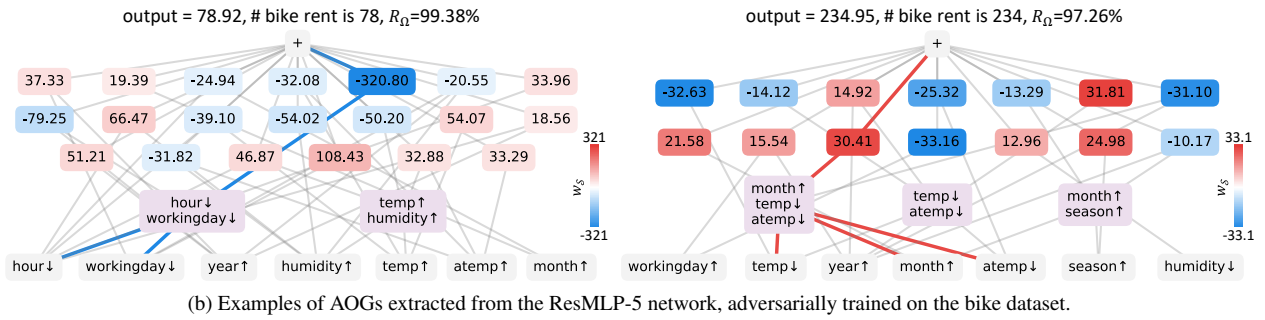 output = 78.92, # bike rent is 78, R_Ω=99.38%
+
37.33 19.39 -24.94 -32.08 -320.80 -20.55 33.96
-79.25 66.47 -39.10 -54.02 -50.20 54.07 18.56
51.21 -31.82 46.87 108.43 32.88 33.29
321
w_S
-321
hour↓
workingday↓
temp↑
humidity↑
hour↓ workingday↓ year↑ humidity↑ temp↑ atemp↑ month↑
output = 234.95, # bike rent is 234, R_Ω=97.26%
+
-32.63 -14.12 14.92 -25.32 -13.29 31.81 -31.10
21.58 15.54 30.41 -33.16 12.96 24.98 -10.17
33.1
w_S
-33.1
month↑
temp↓
atemp↓
temp↓
atemp↓
month↑
season↑
workingday↑ temp↓ year↑ month↑ atemp↓ season↑ humidity↓
(b) Examples of AOGs extracted from the ResMLP-5 network, adversarially trained on the bike dataset.